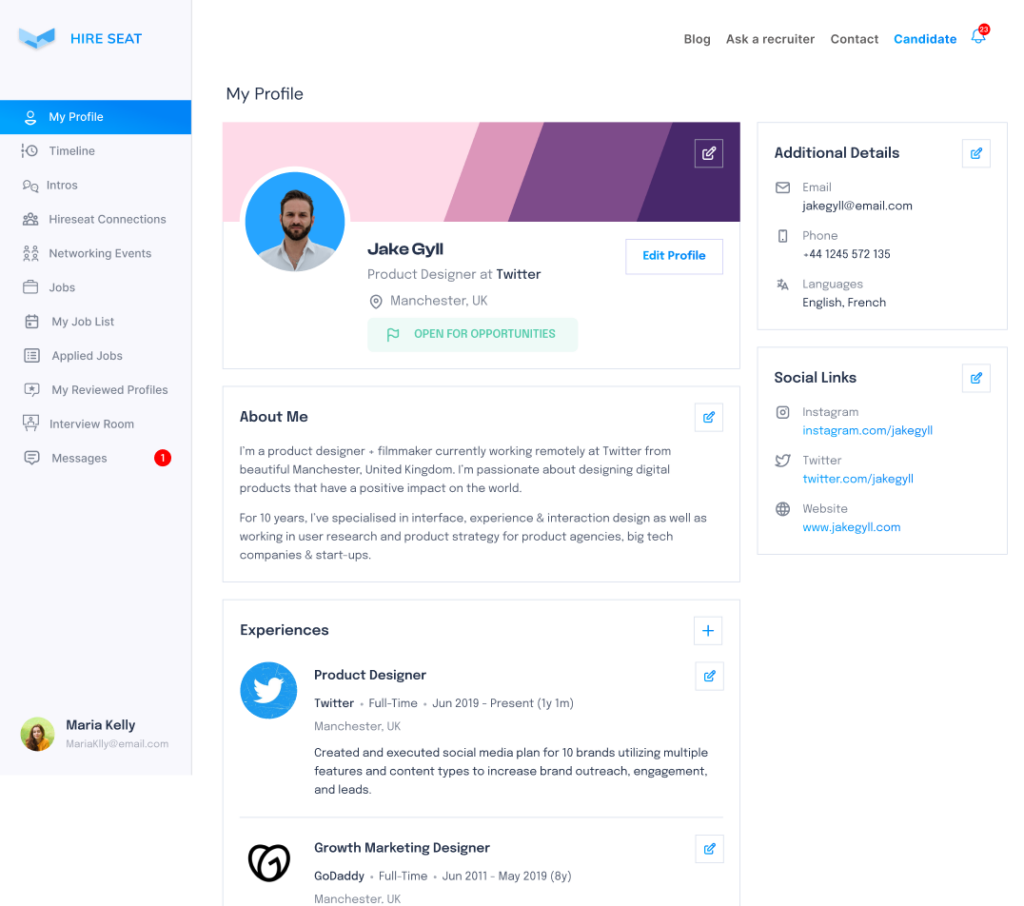 HIRE SEAT
Blog
Ask a recruiter
Contact
Candidate
23
My Profile
Timeline
Intros
Hireseat Connections
Networking Events
Jobs
My Job List
Applied Jobs
My Reviewed Profiles
Interview Room
Messages
1
Maria Kelly
MariaKlly@email.com
My Profile
Jake Gyll
Product Designer at Twitter
Manchester, UK
OPEN FOR OPPORTUNITIES
Edit Profile
About Me
I'm a product designer + filmmaker currently working remotely at Twitter from
beautiful Manchester, United Kingdom. I'm passionate about designing digital
products that have a positive impact on the world.
For 10 years, I've specialised in interface, experience & interaction design as well as
working in user research and product strategy for product agencies, big tech
companies & start-ups.
Experiences
Product Designer
Twitter • Full-Time • Jun 2019 - Present (1y 1m)
Manchester, UK
Created and executed social media plan for 10 brands utilizing multiple
features and content types to increase brand outreach, engagement,
and leads.
Growth Marketing Designer
GoDaddy • Full-Time • Jun 2011 - May 2019 (8y)
Manchester, UK
Additional Details
Email
jakegyll@email.com
Phone
+44 1245 572 135
Languages
English, French
Social Links
Instagram
instagram.com/jakegyll
Twitter
twitter.com/jakegyll
Website
www.jakegyll.com